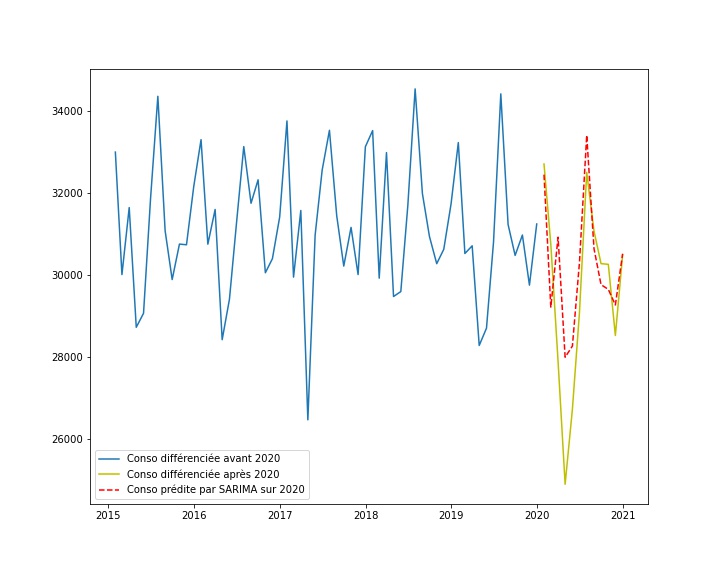 34000
32000
30000
28000
26000
Conso différenciée avant 2020
Conso différenciée après 2020
Conso prédite par SARIMA sur 2020
2015 2016 2017 2018 2019 2020 2021